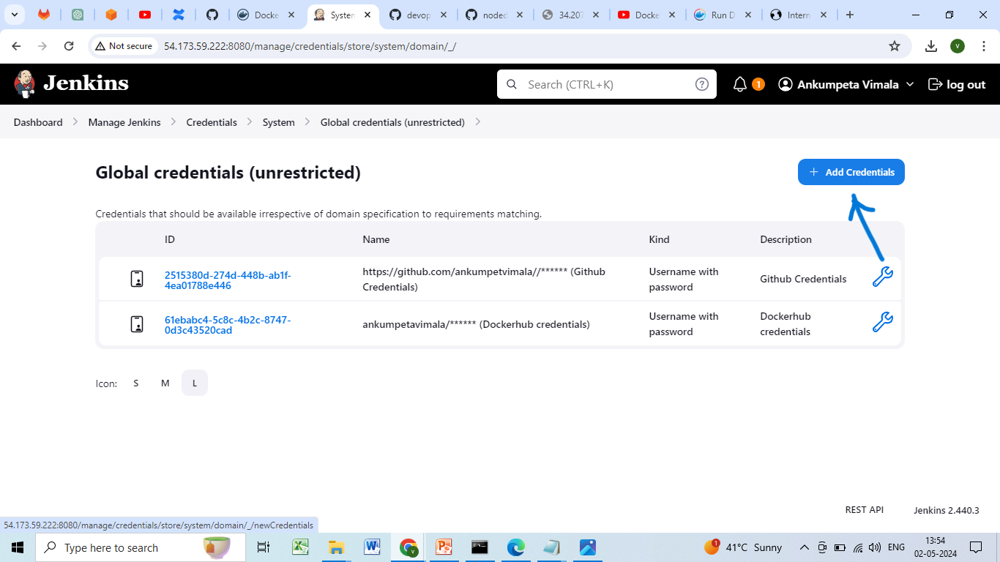 Docke
System
devop
noded
34.207
Docke
Run D
Intern
Not secure
54.173.59.222:8080/manage/credentials/store/system/domain/_/
V
Jenkins
Search (CTRL+K)
1
Ankumpeta Vimala
log out
Dashboard
Manage Jenkins
Credentials
System
Global credentials (unrestricted)
Global credentials (unrestricted)
+ Add Credentials
Credentials that should be available irrespective of domain specification to requirements matching.
ID Name Kind Description
2515380d-274d-448b-ab1f-
4ea01788e446
https://github.com/ankumpetvimala//****** (Github
Credentials)
Username with
password
Github Credentials
61ebabc4-5c8c-4b2c-8747-
0d3c43520cad
ankumpetavimala/****** (Dockerhub credentials)
Username with
password
Dockerhub
credentials
Icon: S M L
REST API
Jenkins 2.440.3
54.173.59.222:8080/manage/credentials/store/system/domain/_/newCredentials
Type here to search
1
41°C Sunny
ENG
13:54
02-05-2024